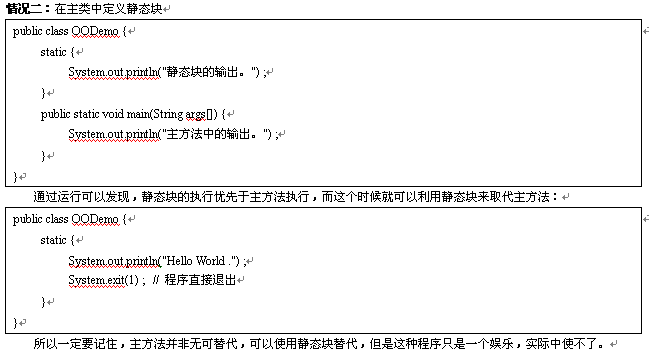 情况二：在主类中定义静态块
public class OODemo {
static {
System.out.println("静态块的输出。") ;
}
public static void main(String args[]) {
System.out.println("主方法中的输出。") ;
}
}
通过运行可以发现，静态块的执行优先于主方法执行，而这个时候就可以利用静态块来取代主方法：
public class OODemo {
static {
System.out.println("Hello World .") ;
System.exit(1) ;  // 程序直接退出
}
}
所以一定要记住，主方法并非无可替代，可以使用静态块替代，但是这种程序只是一个娱乐，实际中使不了。